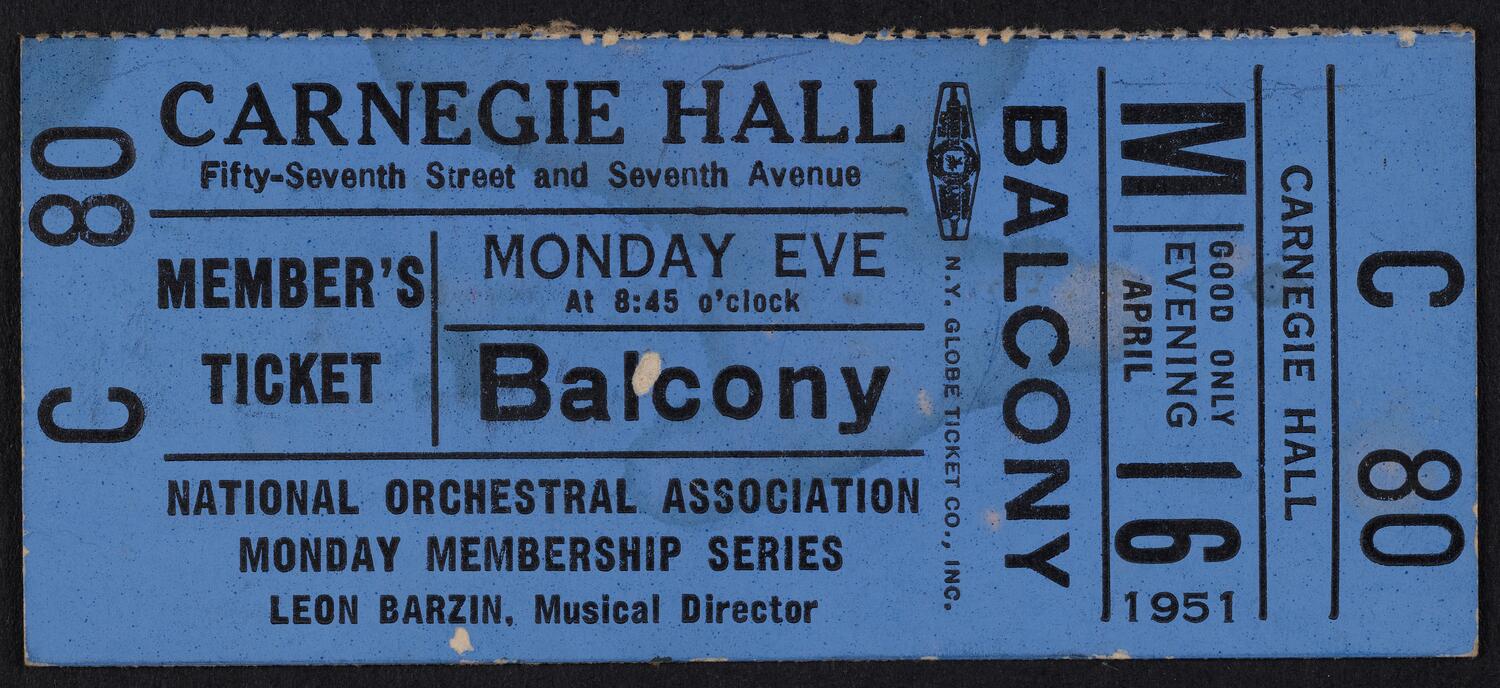 C 80
CARNEGIE HALL
Fifty-Seventh Street and Seventh Avenue
MEMBER'S
TICKET
MONDAY EVE
At 8:45 o'clock
Balcony
NATIONAL ORCHESTRAL ASSOCIATION
MONDAY MEMBERSHIP SERIES
LEON BARZIN, Musical Director
N.Y. GLOBE TICKET CO., INC.
BALCONY
M
GOOD ONLY
EVENING
APRIL
16
1951
CARNEGIE HALL
C 80